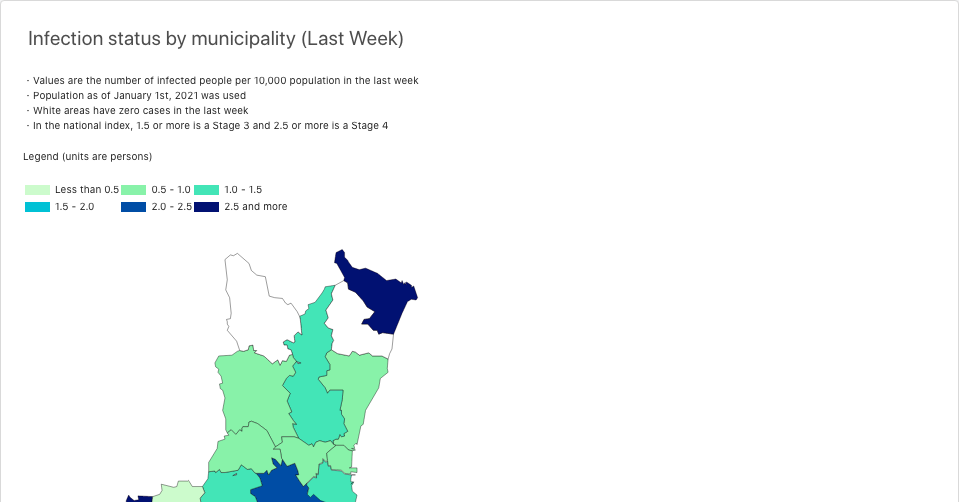 Infection status by municipality (Last Week)
· Values are the number of infected people per 10,000 population in the last week
· Population as of January 1st, 2021 was used
· White areas have zero cases in the last week
· In the national index, 1.5 or more is a Stage 3 and 2.5 or more is a Stage 4
Legend (units are persons)
Less than 0.5 0.5 - 1.0 1.0 - 1.5
1.5 - 2.0 2.0 - 2.5 2.5 and more